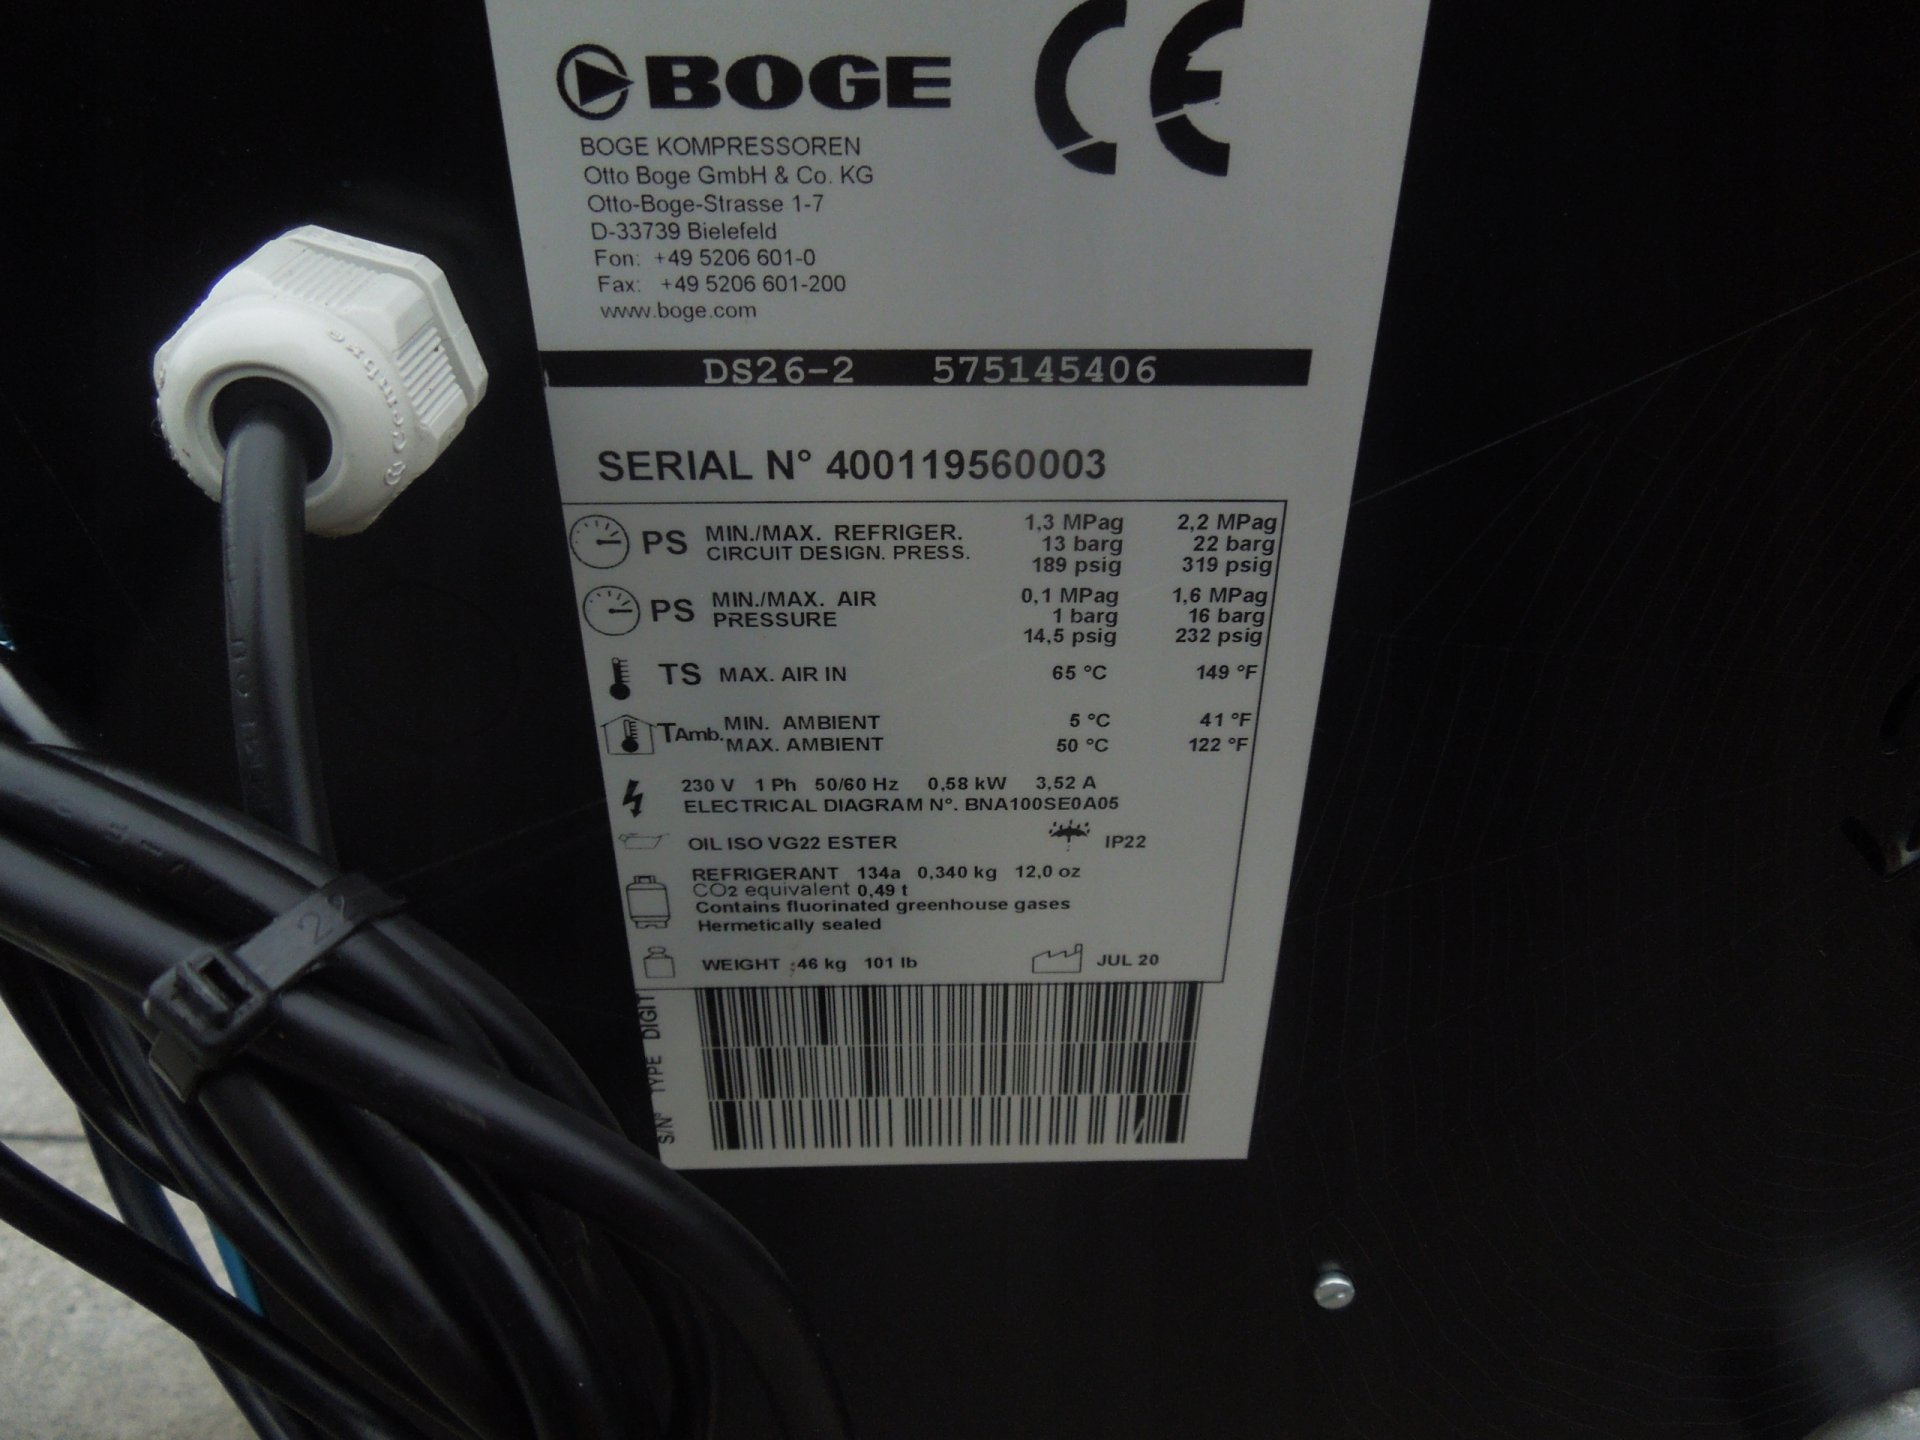 BOGE
CE
BOGE KOMPRESSOREN
Otto Boge GmbH & Co. KG
Otto-Boge-Strasse 1-7
D-33739 Bielefeld
Fon: +49 5206 601-0
Fax: +49 5206 601-200
www.boge.com
DS26-2 575145406
SERIAL N° 400119560003
PS MIN./MAX. REFRIGER. CIRCUIT DESIGN. PRESS.
1,3 MPag 2,2 MPag
13 barg 22 barg
189 psig 319 psig
PS MIN./MAX. AIR PRESSURE
0,1 MPag 1,6 MPag
1 barg 16 barg
14,5 psig 232 psig
TS MAX. AIR IN 65 °C 149 °F
TAmb. MIN. AMBIENT 5 °C 41 °F
MAX. AMBIENT 50 °C 122 °F
230 V 1 Ph 50/60 Hz 0,58 kW 3,52 A
ELECTRICAL DIAGRAM N°. BNA100SE0A05
OIL ISO VG22 ESTER IP22
REFRIGERANT 134a 0,340 kg 12,0 oz
CO2 equivalent 0,49 t
Contains fluorinated greenhouse gases
Hermetically sealed
WEIGHT :46 kg 101 lb JUL 20
S/N° TYPE DIGIT
22